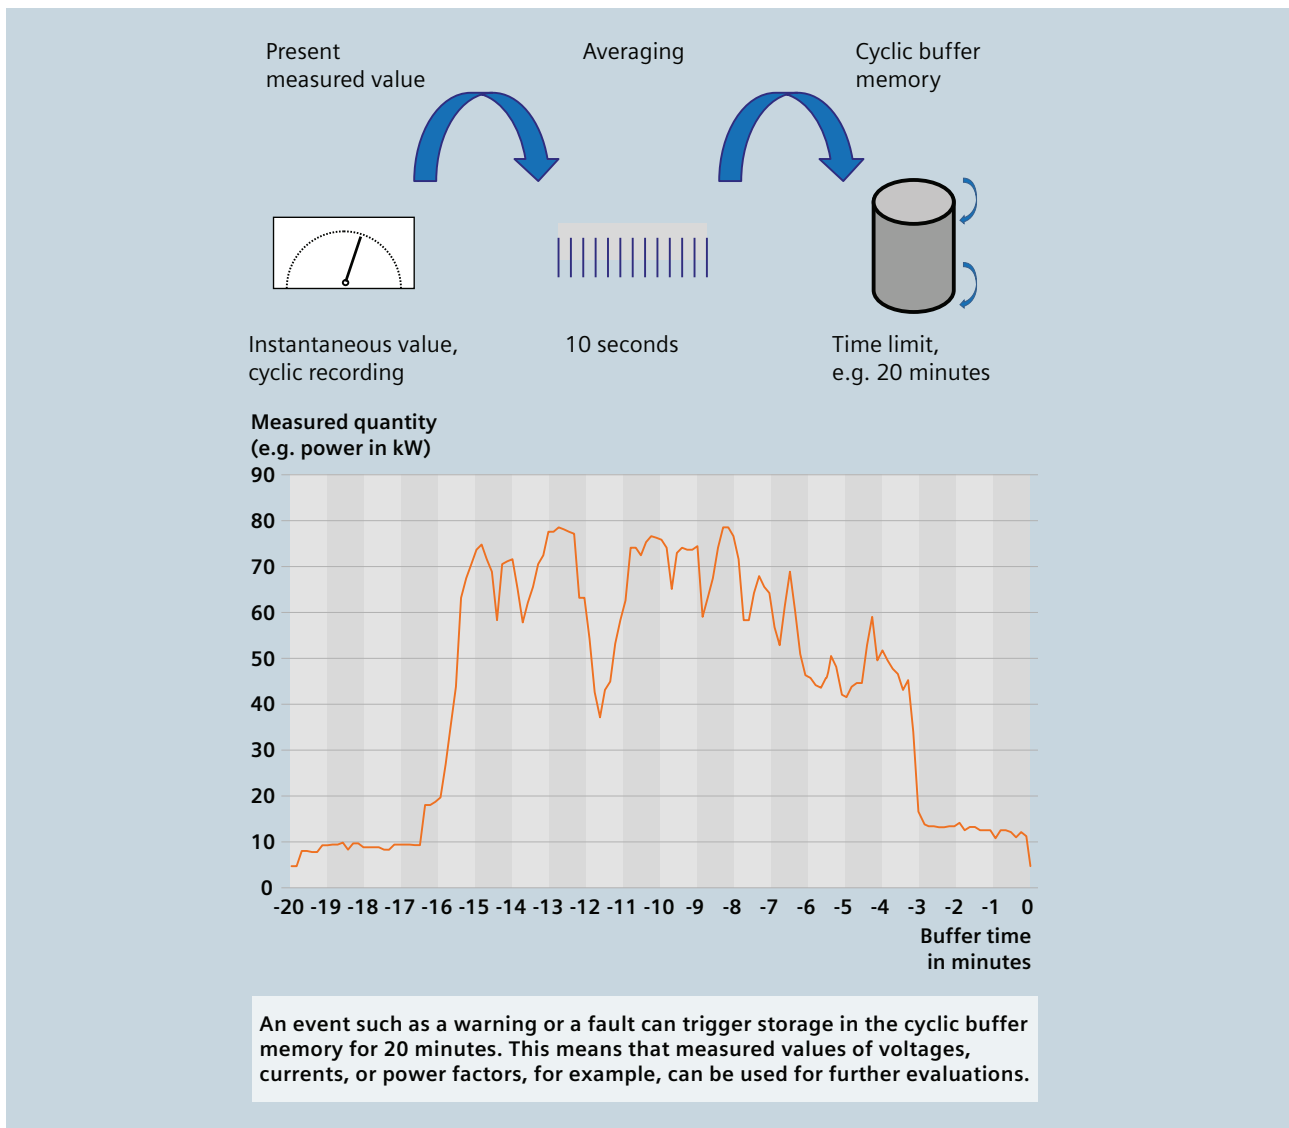 Present
measured value
Averaging
Cyclic buffer
memory
Instantaneous value,
cyclic recording
10 seconds
Time limit,
e.g. 20 minutes
Measured quantity
(e.g. power in kW)
90
80
70
60
50
40
30
20
10
0
-20 -19 -18 -17 -16 -15 -14 -13 -12 -11 -10 -9 -8 -7 -6 -5 -4 -3 -2 -1 0
Buffer time
in minutes
An event such as a warning or a fault can trigger storage in the cyclic buffer
memory for 20 minutes. This means that measured values of voltages,
currents, or power factors, for example, can be used for further evaluations.